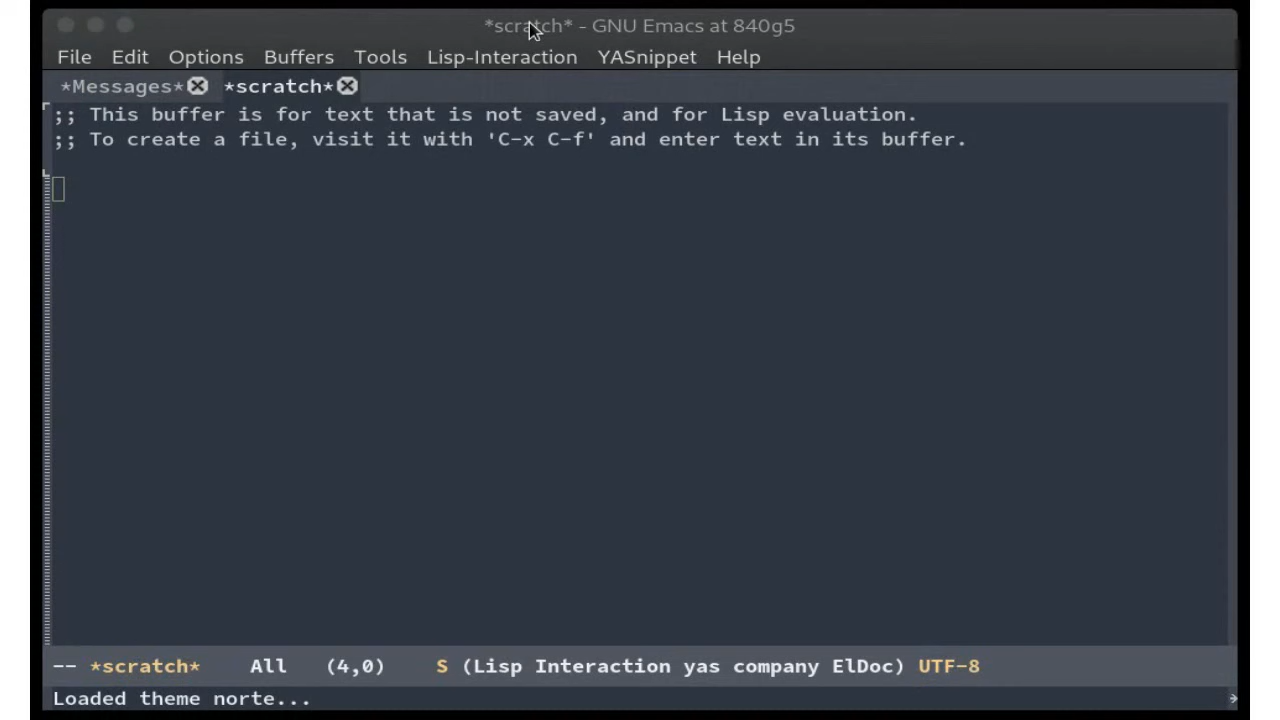 *scratch* - GNU Emacs at 840g5
File Edit Options Buffers Tools Lisp-Interaction YASnippet Help
*Messages* *scratch*
;; This buffer is for text that is not saved, and for Lisp evaluation.
;; To create a file, visit it with 'C-x C-f' and enter text in its buffer.
-- *scratch* All (4,0) S (Lisp Interaction yas company ElDoc) UTF-8
Loaded theme norte...